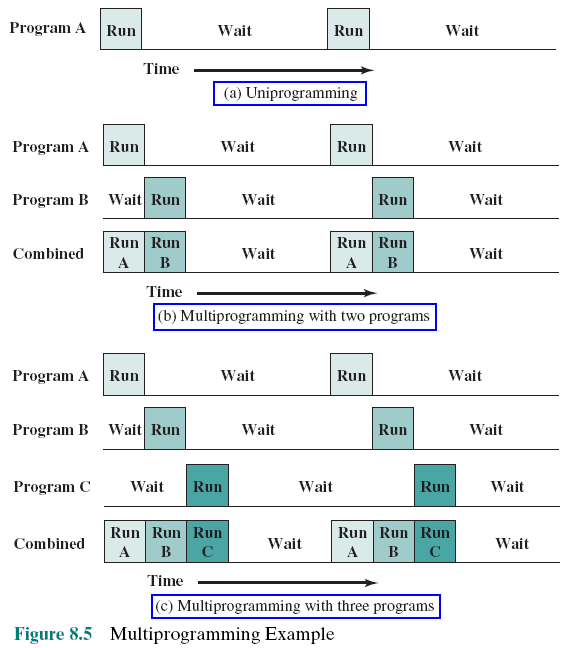 Program A Run Wait Run Wait
Time
(a) Uniprogramming
Program A Run Wait Run Wait
Program B Wait Run Wait Run Wait
Combined Run A Run B Wait Run A Run B Wait
Time
(b) Multiprogramming with two programs
Program A Run Wait Run Wait
Program B Wait Run Wait Run Wait
Program C Wait Run Wait Run Wait
Combined Run A Run B Run C Wait Run A Run B Run C Wait
Time
(c) Multiprogramming with three programs
Figure 8.5 Multiprogramming Example